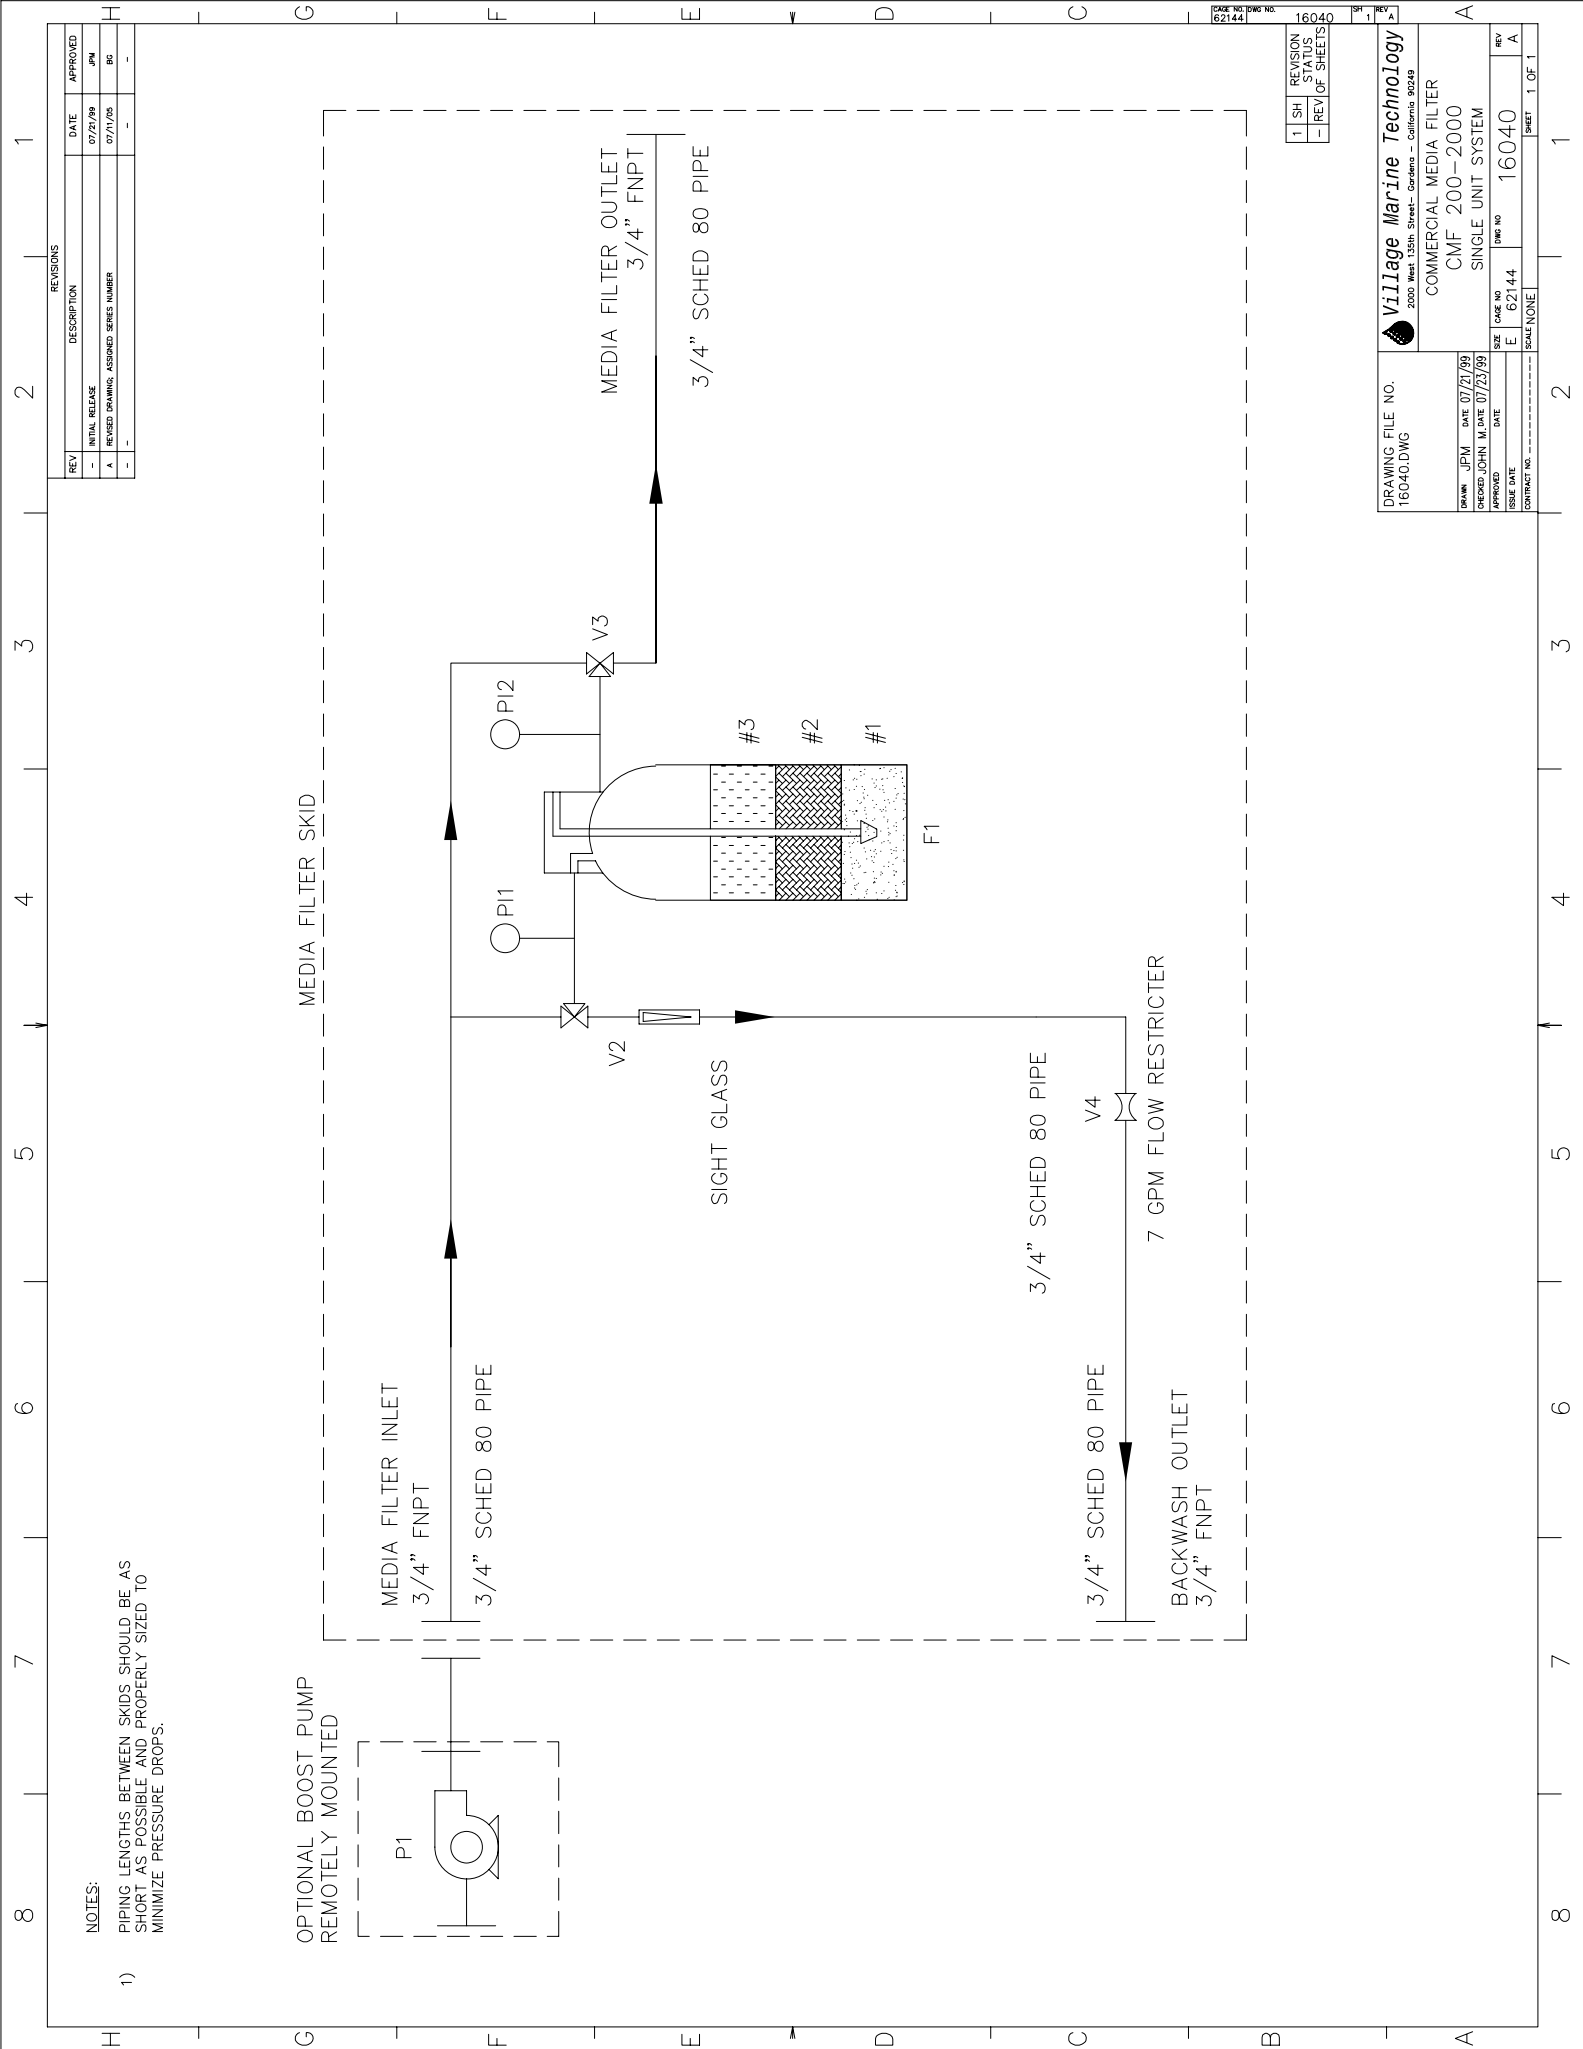 NOTES:
1) PIPING LENGTHS BETWEEN SKIDS SHOULD BE AS
SHORT AS POSSIBLE AND PROPERLY SIZED TO
MINIMIZE PRESSURE DROPS.
REVISIONS
REV DESCRIPTION DATE APPROVED
– INITIAL RELEASE 07/21/99 JPM
A REVISED DRAWING; ASSIGNED SERIES NUMBER 07/11/05 BG
– – – –
8 7 6 5 4 3 2 1
H
G
F
E
D
C
B
A
H
G
F
E
D
C
A
OPTIONAL BOOST PUMP
REMOTELY MOUNTED
P1
MEDIA FILTER SKID
MEDIA FILTER INLET
3/4" FNPT
3/4" SCHED 80 PIPE
PI1
PI2
V2
V3
SIGHT GLASS
#3
#2
#1
F1
MEDIA FILTER OUTLET
3/4" FNPT
3/4" SCHED 80 PIPE
3/4" SCHED 80 PIPE
V4
7 GPM FLOW RESTRICTER
3/4" SCHED 80 PIPE
BACKWASH OUTLET
3/4" FNPT
CAGE NO. DWG NO. SH REV
62144 16040 1 A
1 SH REVISION
STATUS
– REV OF SHEETS
DRAWING FILE NO.
16040.DWG
Village Marine Technology
2000 West 135th Street– Gardena – California 90249
COMMERCIAL MEDIA FILTER
CMF 200–2000
SINGLE UNIT SYSTEM
DRAWN JPM DATE 07/21/99
CHECKED JOHN M. DATE 07/23/99
APPROVED DATE
ISSUE DATE
CONTRACT NO. –––––––––––
SIZE CAGE NO DWG NO REV
E 62144 16040 A
SCALE NONE SHEET 1 OF 1
8 7 6 5 4 3 2 1